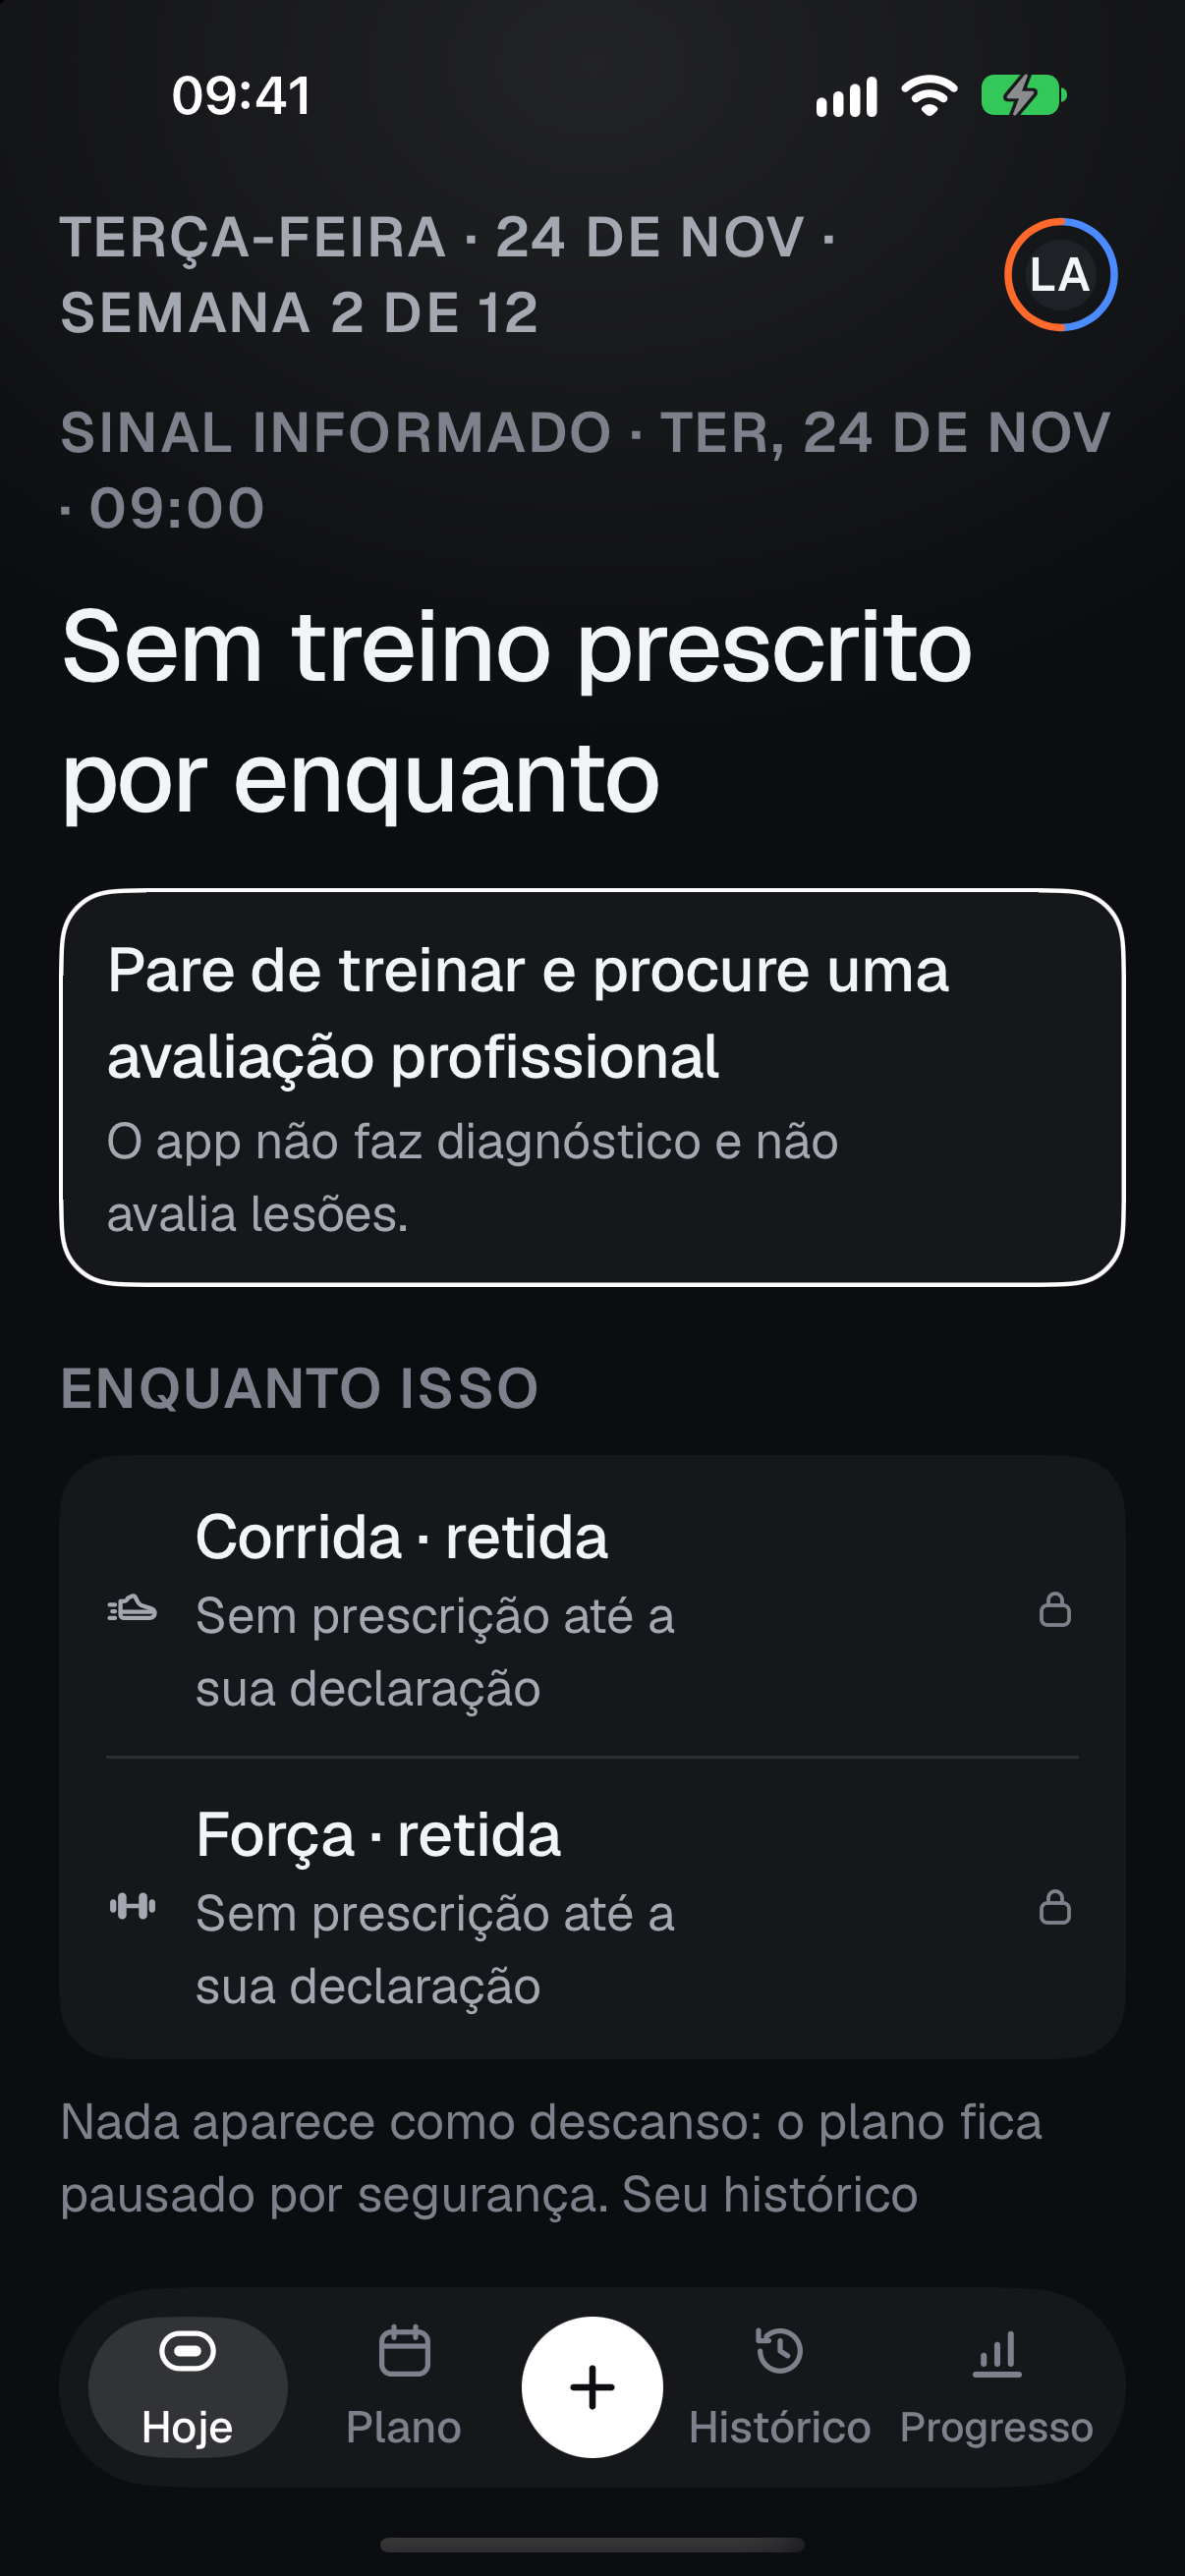 09:41
TERÇA-FEIRA · 24 DE NOV ·
SEMANA 2 DE 12
LA
SINAL INFORMADO · TER, 24 DE NOV
· 09:00
Sem treino prescrito
por enquanto
Pare de treinar e procure uma
avaliação profissional
O app não faz diagnóstico e não
avalia lesões.
ENQUANTO ISSO
Corrida · retida
Sem prescrição até a
sua declaração
Força · retida
Sem prescrição até a
sua declaração
Nada aparece como descanso: o plano fica
pausado por segurança. Seu histórico
Hoje
Plano
Histórico
Progresso